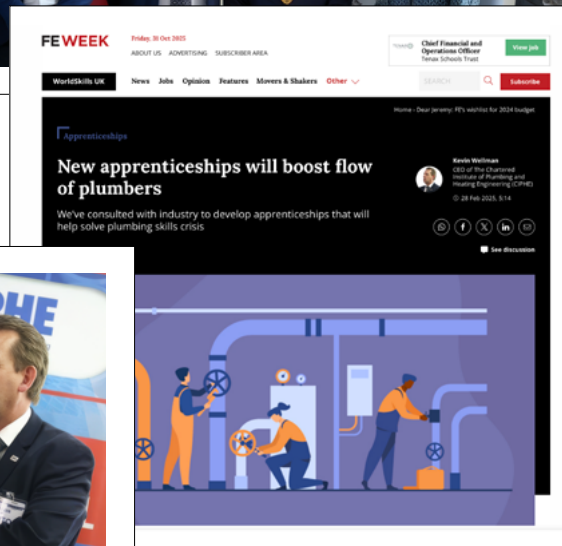 FE WEEK
Friday, 31 Oct 2025
ABOUT US ADVERTISING SUBSCRIBER AREA
Chief Financial and
Operations Officer
Tenax Schools Trust
View job
WorldSkills UK
News Jobs Opinion Features Movers & Shakers Other
SEARCH
Subscribe
Home - Dear Jeremy: FE's wishlist for 2024 budget
Apprenticeships
New apprenticeships will boost flow
of plumbers
We've consulted with industry to develop apprenticeships that will
help solve plumbing skills crisis
Kevin Wellman
CEO of The Chartered
Institute of Plumbing and
Heating Engineering (CIPHE)
28 Feb 2025, 5:14
See discussion
PHE